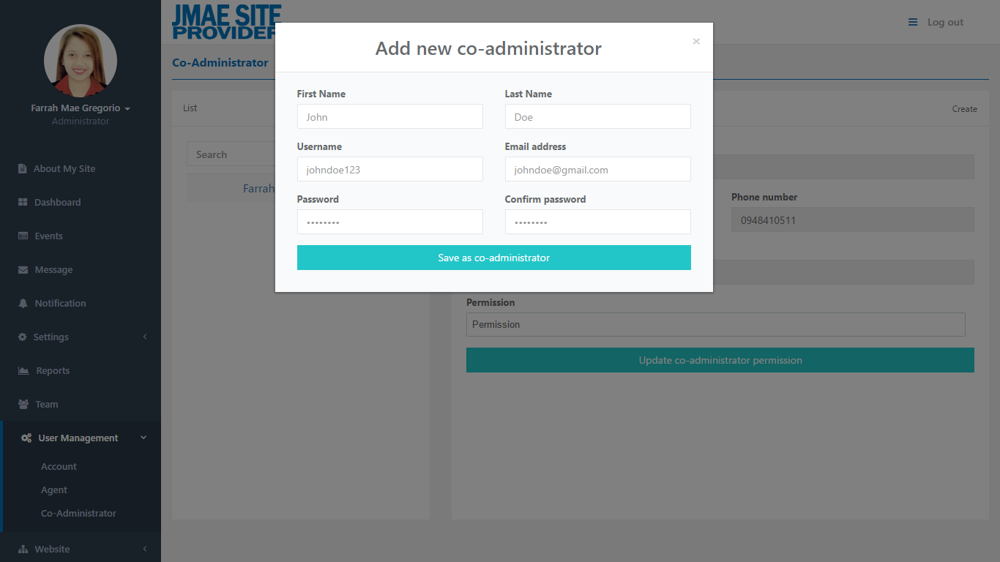 JMAE SITE
PROVIDER
Log out
Farrah Mae Gregorio
Administrator
About My Site
Dashboard
Events
Message
Notification
Settings
Reports
Team
User Management
Account
Agent
Co-Administrator
Website
Co-Administrator
List
Search
Farrah
Create
Phone number
0948410511
Permission
Permission
Update co-administrator permission
Add new co-administrator
×
First Name
Last Name
John
Doe
Username
Email address
johndoe123
johndoe@gmail.com
Password
Confirm password
••••••••
••••••••
Save as co-administrator